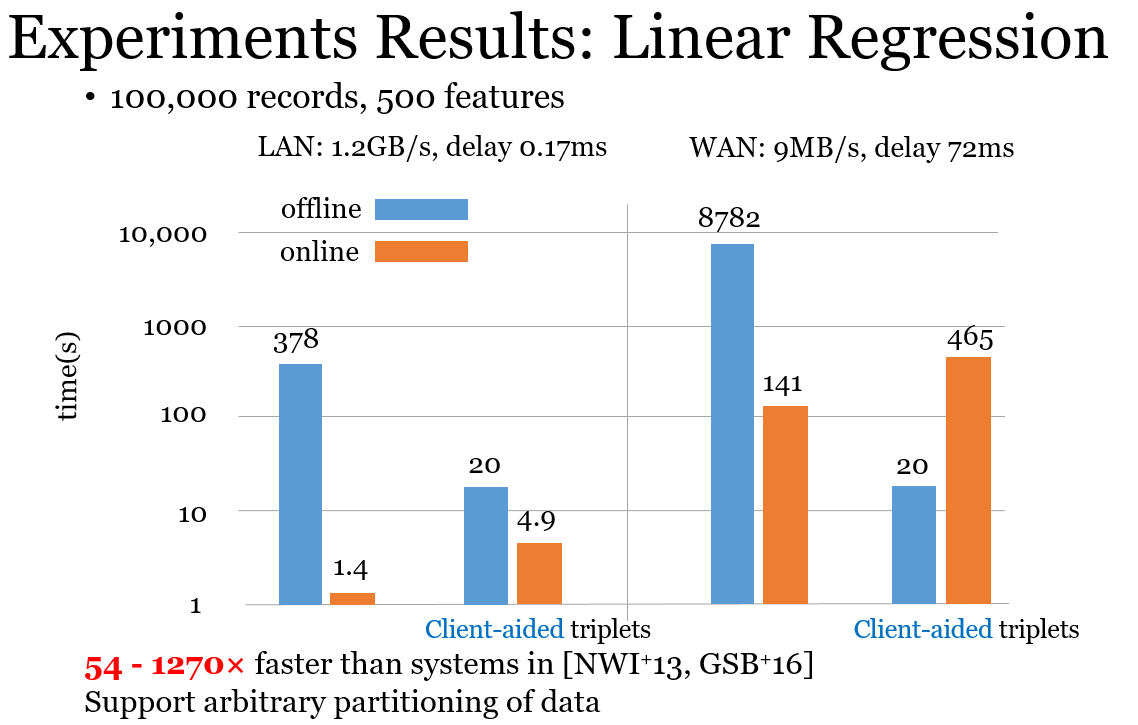 Experiments Results: Linear Regression
• 100,000 records, 500 features
LAN: 1.2GB/s, delay 0.17ms
WAN: 9MB/s, delay 72ms
offline
online
time(s)
10,000
1000
100
10
1
378
1.4
20
4.9
8782
141
20
465
Client-aided triplets
Client-aided triplets
54 - 1270× faster than systems in [NWI+13, GSB+16]
Support arbitrary partitioning of data